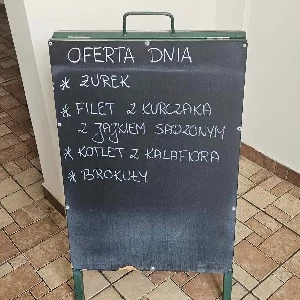 OFERTA DNIA
* ŻUREK
* FILET Z KURCZAKA
Z JAJKIEM SADZONYM
* KOTLET Z KALAFIORA
* BROKUŁY